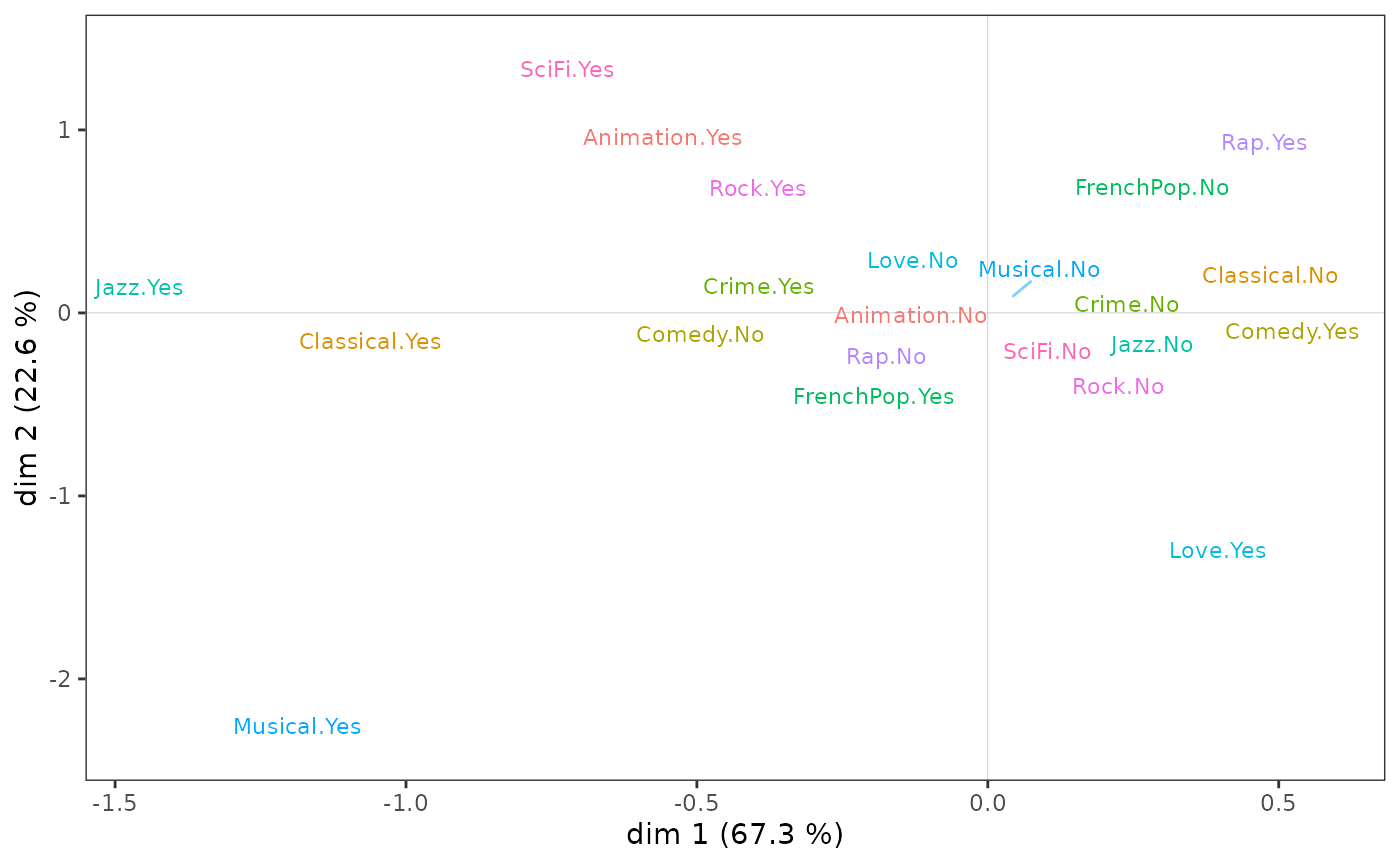 SciFi.Yes
1
Animation.Yes
Rap.Yes
Rock.Yes
FrenchPop.No
Love.No
Musical.No
Classical.No
Jazz.Yes
Crime.Yes
Crime.No
0
Animation.No
Classical.Yes
Comedy.No
Comedy.Yes
Rap.No
SciFi.No
Jazz.No
Rock.No
FrenchPop.Yes
dim 2 (22.6 %)
-1
Love.Yes
-2
Musical.Yes
-1.5 -1.0 -0.5 0.0 0.5
dim 1 (67.3 %)